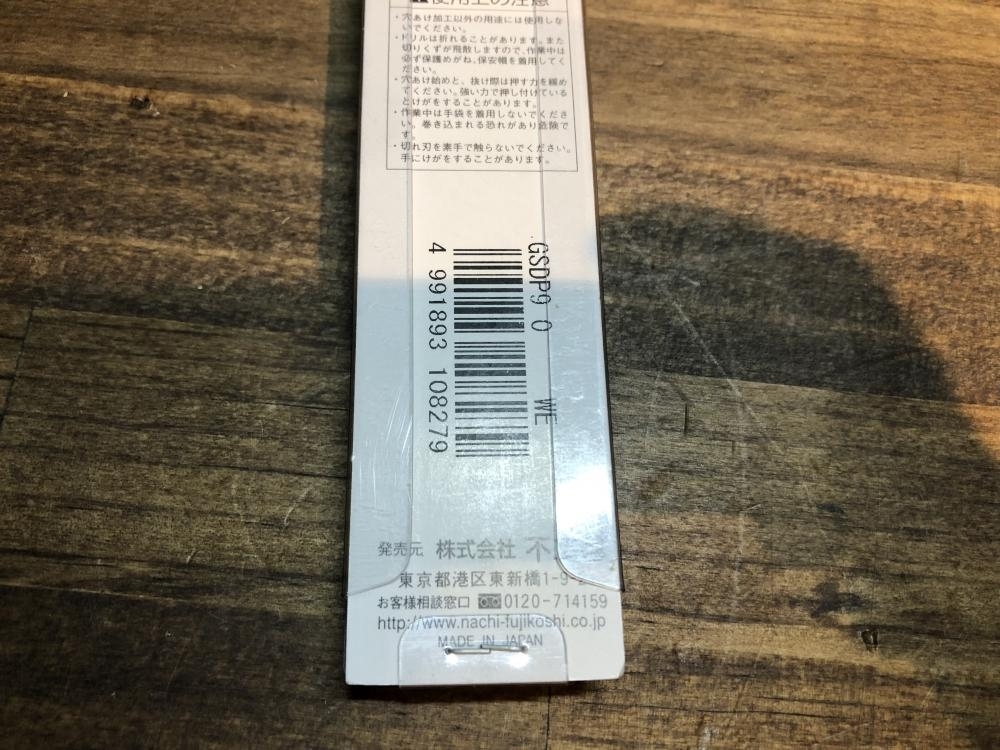 使用上の注意
・穴あけ加工以外の用途には使用しな
いでください。
・ドリルは折れることがあります。また
切りくずが飛散しますので、作業中は
必ず保護めがね、保安帽を着用してく
ださい。
・穴あけ始めと、抜け際は押す力を緩め
てください。強い力で押し付けている
とけがをすることがあります。
・作業中は手袋を着用しないでくださ
い。巻き込まれる恐れがあり危険で
す。
・切れ刃を素手で触らないでください。
手にけがをすることがあります。
GSDP9 0 WE
4 991893 108279
発売元 株式会社 不
東京都港区東新橋1-9-
お客様相談窓口 0120-714159
http://www.nachi-fujikoshi.co.jp
MADE IN JAPAN